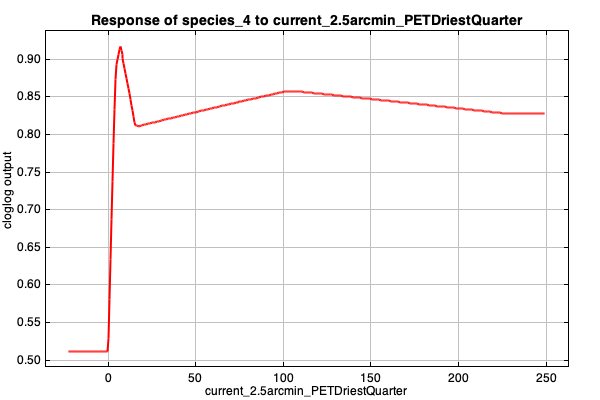 Response of species_4 to current_2.5arcmin_PETDriestQuarter
cloglog output
0.90
0.85
0.80
0.75
0.70
0.65
0.60
0.55
0.50
0 50 100 150 200 250
current_2.5arcmin_PETDriestQuarter